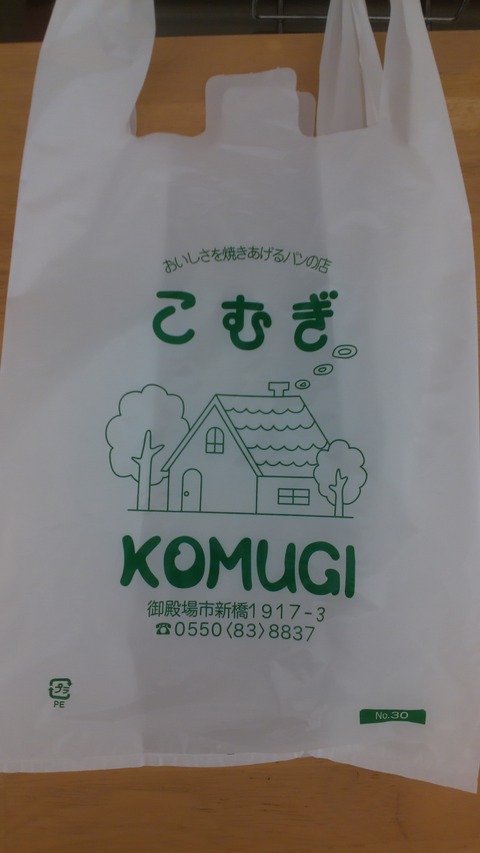 おいしさを焼きあげるパンの店
こむぎ
KOMUGI
御殿場市新橋1917-3
☎0550〈83〉8837
プラ
PE
No.30